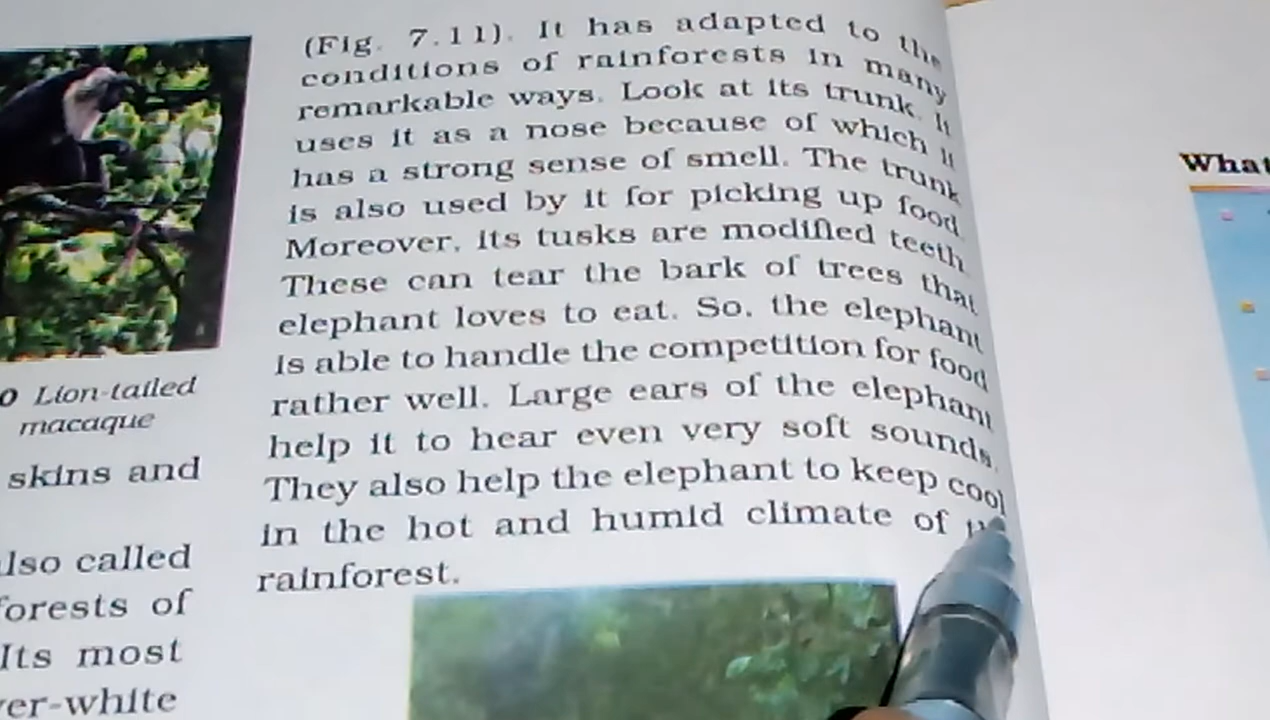 0 Lion-tailed
macaque
skins and
lso called
forests of
Its most
er-white
(Fig. 7.11). It has adapted to the
conditions of rainforests in many
remarkable ways. Look at its trunk. It
uses it as a nose because of which it
has a strong sense of smell. The trunk
is also used by it for picking up food.
Moreover, its tusks are modified teeth.
These can tear the bark of trees that
elephant loves to eat. So, the elephant
is able to handle the competition for food
rather well. Large ears of the elephant
help it to hear even very soft sounds.
They also help the elephant to keep cool
in the hot and humid climate of
rainforest.
What